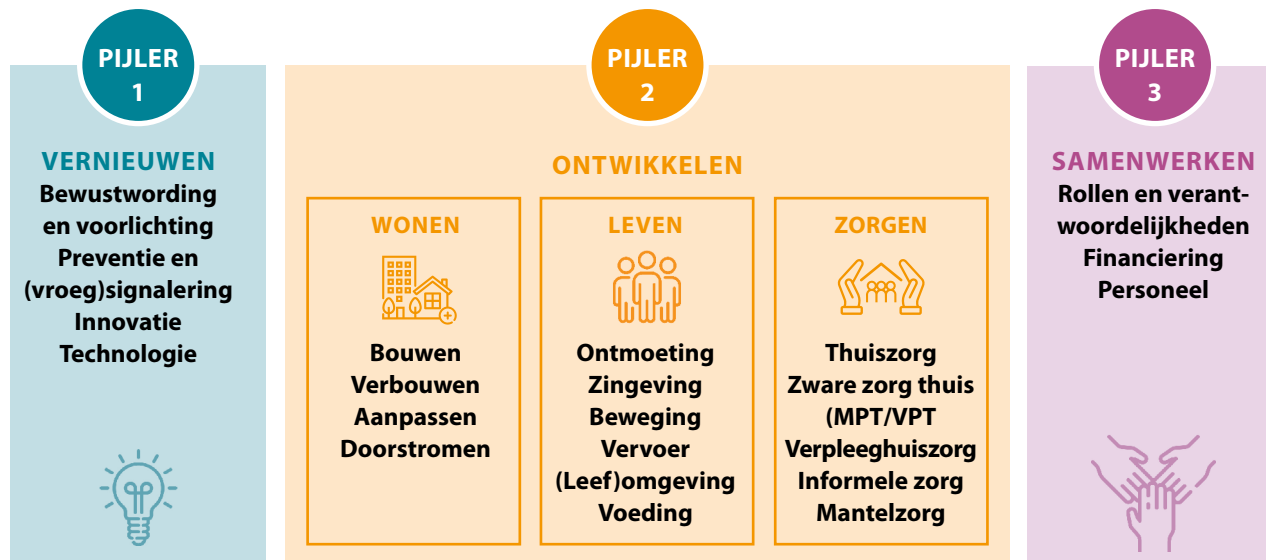 PIJLER
1
VERNIEUWEN
Bewustwording
en voorlichting
Preventie en
(vroeg)signalering
Innovatie
Technologie
PIJLER
2
ONTWIKKELEN
WONEN
Bouwen
Verbouwen
Aanpassen
Doorstromen
LEVEN
Ontmoeting
Zingeving
Beweging
Vervoer
(Leef)omgeving
Voeding
ZORGEN
Thuiszorg
Zware zorg thuis
(MPT/VPT
Verpleeghuiszorg
Informele zorg
Mantelzorg
PIJLER
3
SAMENWERKEN
Rollen en verant-
woordelijkheden
Financiering
Personeel